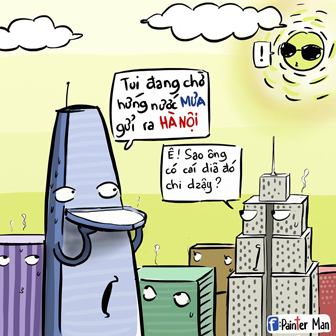 Tui đang chờ
hứng nước MƯA
gửi ra HÀ NỘI
!
Ê! Sao ông
có cái dĩa đó
chi dzậy?
f:Painter Man